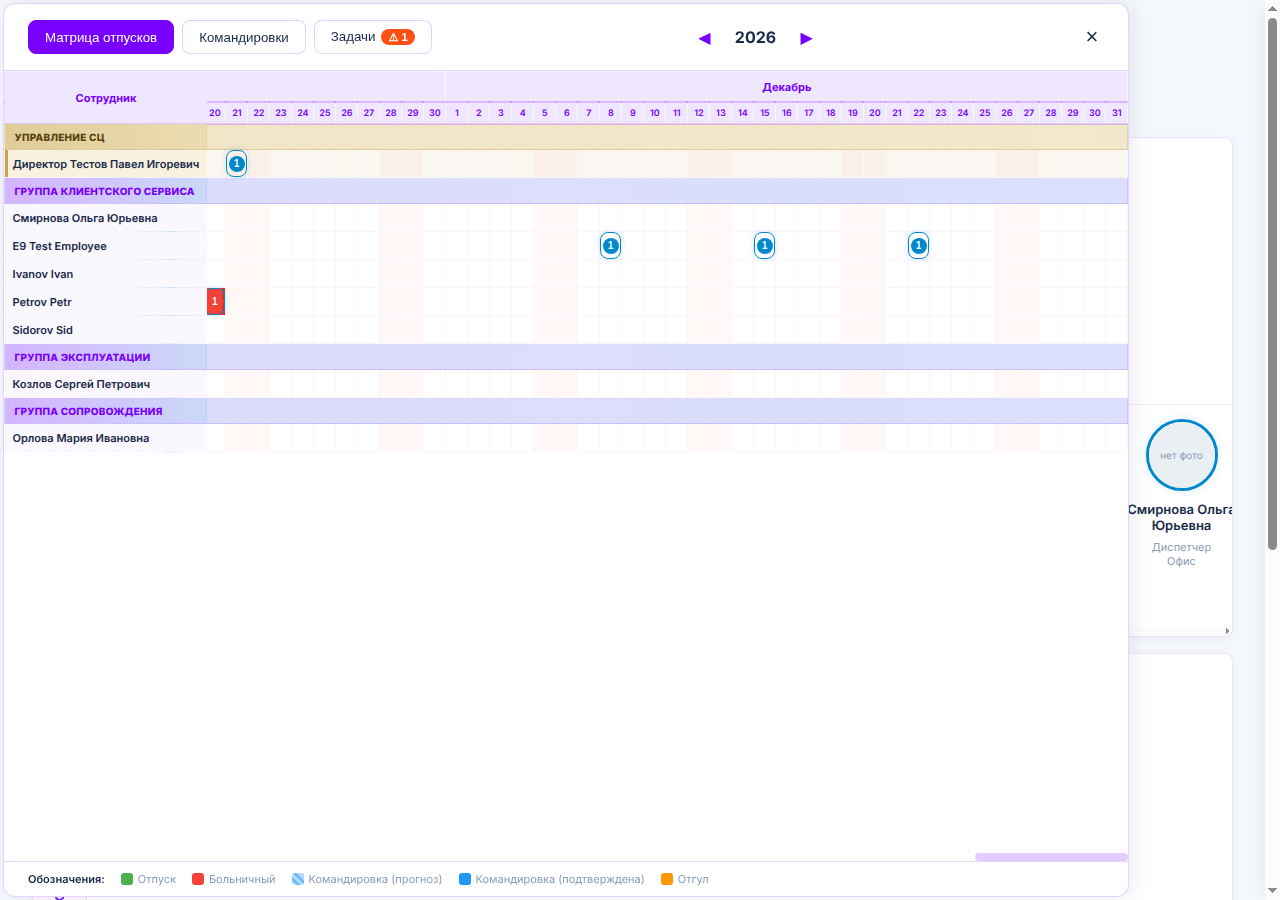 Матрица отпусков
Командировки
Задачи ⚠ 1
◀ 2026 ▶
×
Сотрудник
Декабрь
20 21 22 23 24 25 26 27 28 29 30 1 2 3 4 5 6 7 8 9 10 11 12 13 14 15 16 17 18 19 20 21 22 23 24 25 26 27 28 29 30 31
УПРАВЛЕНИЕ СЦ
Директор Тестов Павел Игоревич 1
ГРУППА КЛИЕНТСКОГО СЕРВИСА
Смирнова Ольга Юрьевна
E9 Test Employee 1 1 1
Ivanov Ivan
Petrov Petr 1
Sidorov Sid
ГРУППА ЭКСПЛУАТАЦИИ
Козлов Сергей Петрович
ГРУППА СОПРОВОЖДЕНИЯ
Орлова Мария Ивановна
нет фото
Смирнова Ольга
Юрьевна
Диспетчер
Офис
Обозначения: Отпуск Больничный Командировка (прогноз) Командировка (подтверждена) Отгул